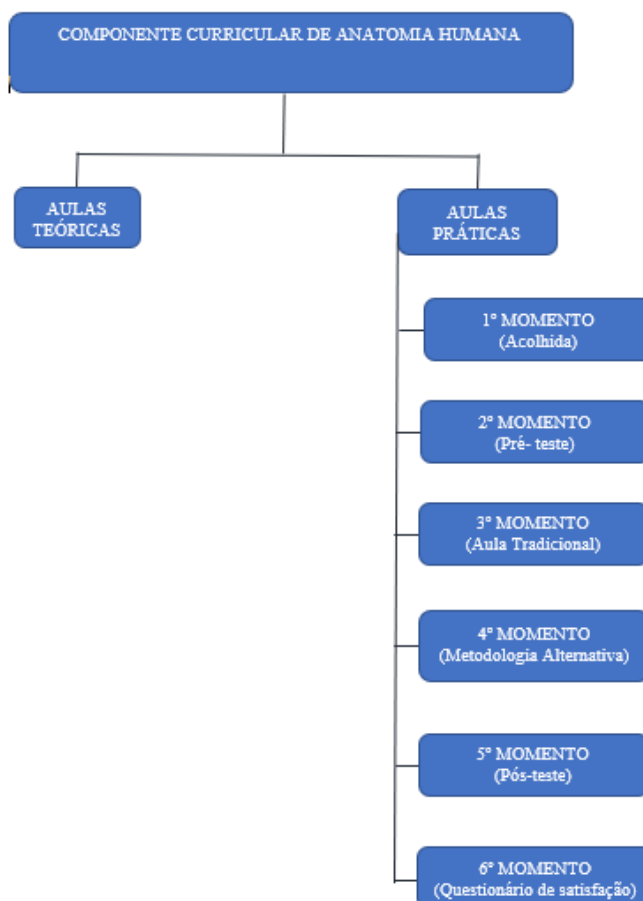 COMPONENTE CURRICULAR DE ANATOMIA HUMANA
AULAS
TEÓRICAS
AULAS
PRÁTICAS
1º MOMENTO
(Acolhida)
2º MOMENTO
(Pré- teste)
3º MOMENTO
(Aula Tradicional)
4º MOMENTO
(Metodologia Alternativa)
5º MOMENTO
(Pós-teste)
6º MOMENTO
(Questionário de satisfação)